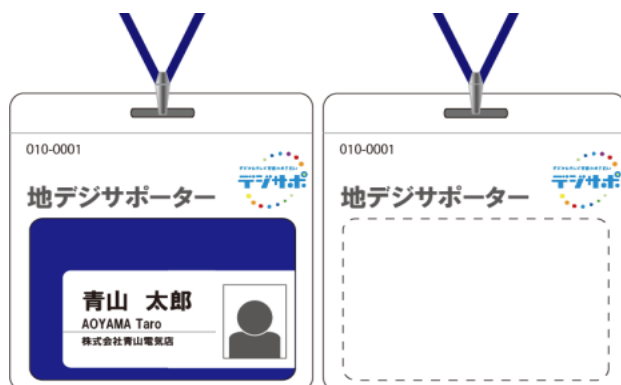 010-0001
デジサポ
地デジサポーター
青山 太郎
AOYAMA Taro
株式会社青山電気店
010-0001
デジサポ
地デジサポーター